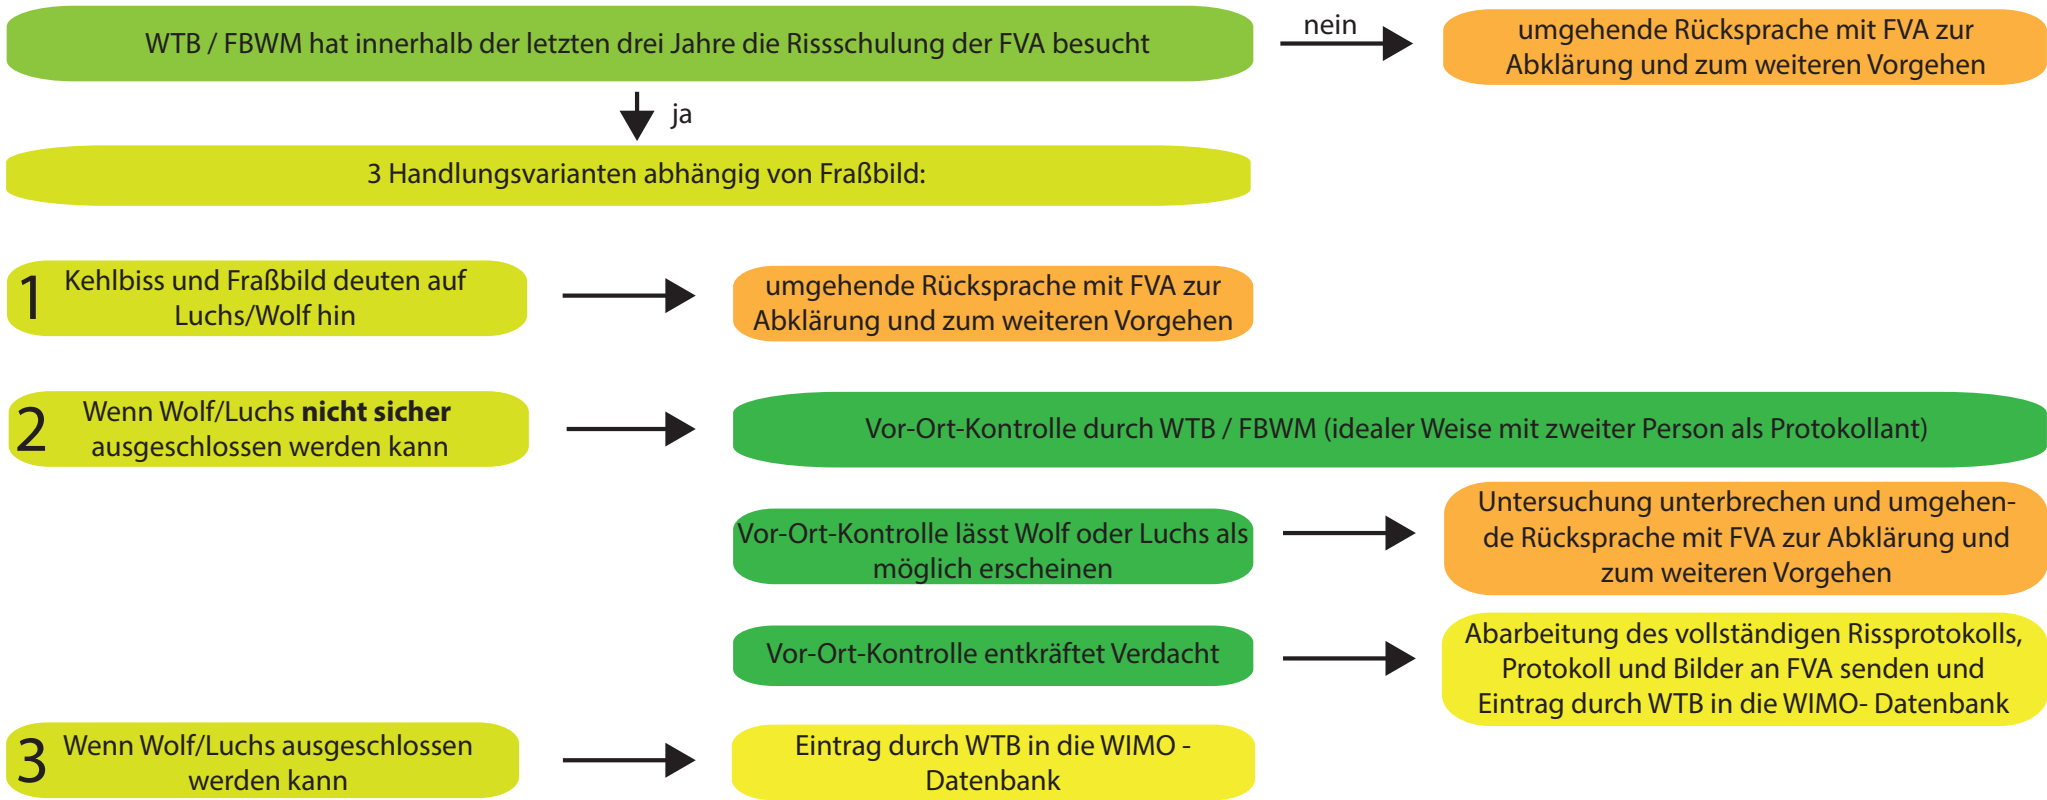 WTB / FBWM hat innerhalb der letzten drei Jahre die Rissschulung der FVA besucht
nein
umgehende Rücksprache mit FVA zur
Abklärung und zum weiteren Vorgehen
ja
3 Handlungsvarianten abhängig von Fraßbild:
1
Kehlbiss und Fraßbild deuten auf
Luchs/Wolf hin
umgehende Rücksprache mit FVA zur
Abklärung und zum weiteren Vorgehen
2
Wenn Wolf/Luchs nicht sicher
ausgeschlossen werden kann
Vor-Ort-Kontrolle durch WTB / FBWM (idealer Weise mit zweiter Person als Protokollant)
Vor-Ort-Kontrolle lässt Wolf oder Luchs als
möglich erscheinen
Untersuchung unterbrechen und umgehen-
de Rücksprache mit FVA zur Abklärung und
zum weiteren Vorgehen
Vor-Ort-Kontrolle entkräftet Verdacht
Abarbeitung des vollständigen Rissprotokolls,
Protokoll und Bilder an FVA senden und
Eintrag durch WTB in die WIMO- Datenbank
3
Wenn Wolf/Luchs ausgeschlossen
werden kann
Eintrag durch WTB in die WIMO -
Datenbank